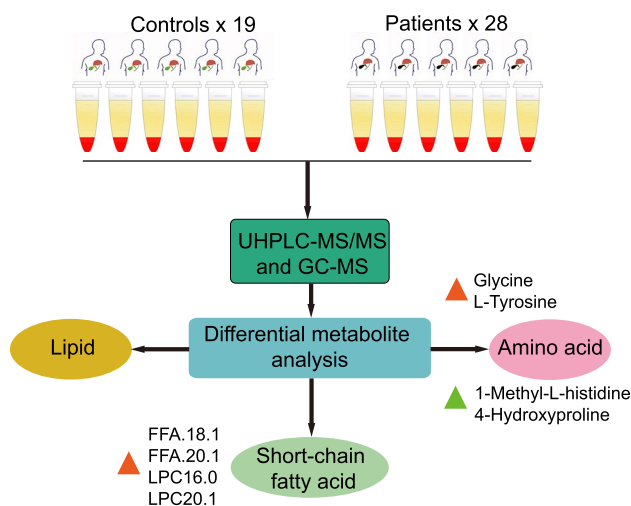 Controls x 19
Patients x 28
UHPLC-MS/MS
and GC-MS
Glycine
L-Tyrosine
Lipid
Differential metabolite
analysis
Amino acid
1-Methyl-L-histidine
4-Hydroxyproline
FFA.18.1
FFA.20.1
LPC16.0
LPC20.1
Short-chain
fatty acid